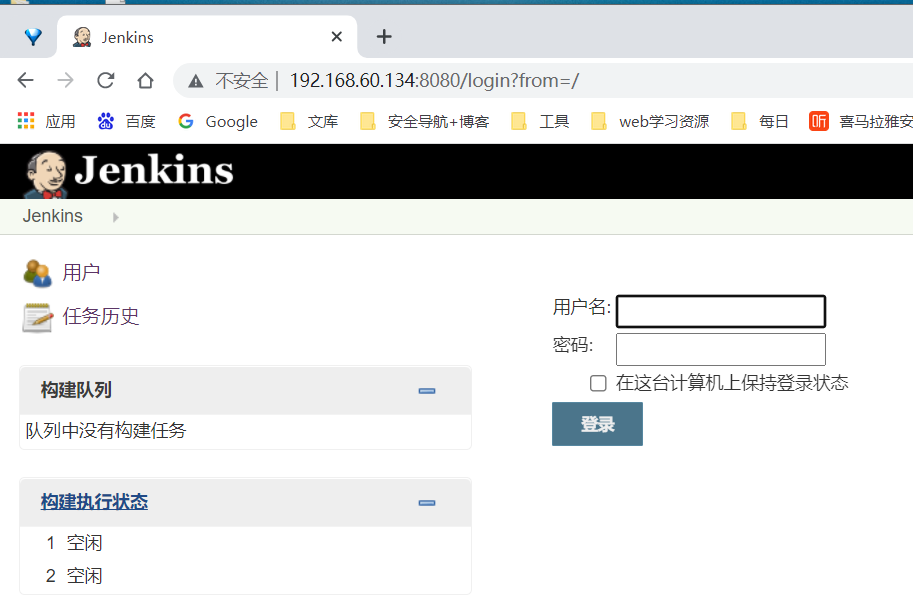 Jenkins
不安全 192.168.60.134:8080/login?from=/
应用 百度 Google 文库 安全导航+博客 工具 web学习资源 每日 听 喜马拉雅安
Jenkins
Jenkins
用户
任务历史
用户名:
密码:
在这台计算机上保持登录状态
登录
构建队列
队列中没有构建任务
构建执行状态
1 空闲
2 空闲